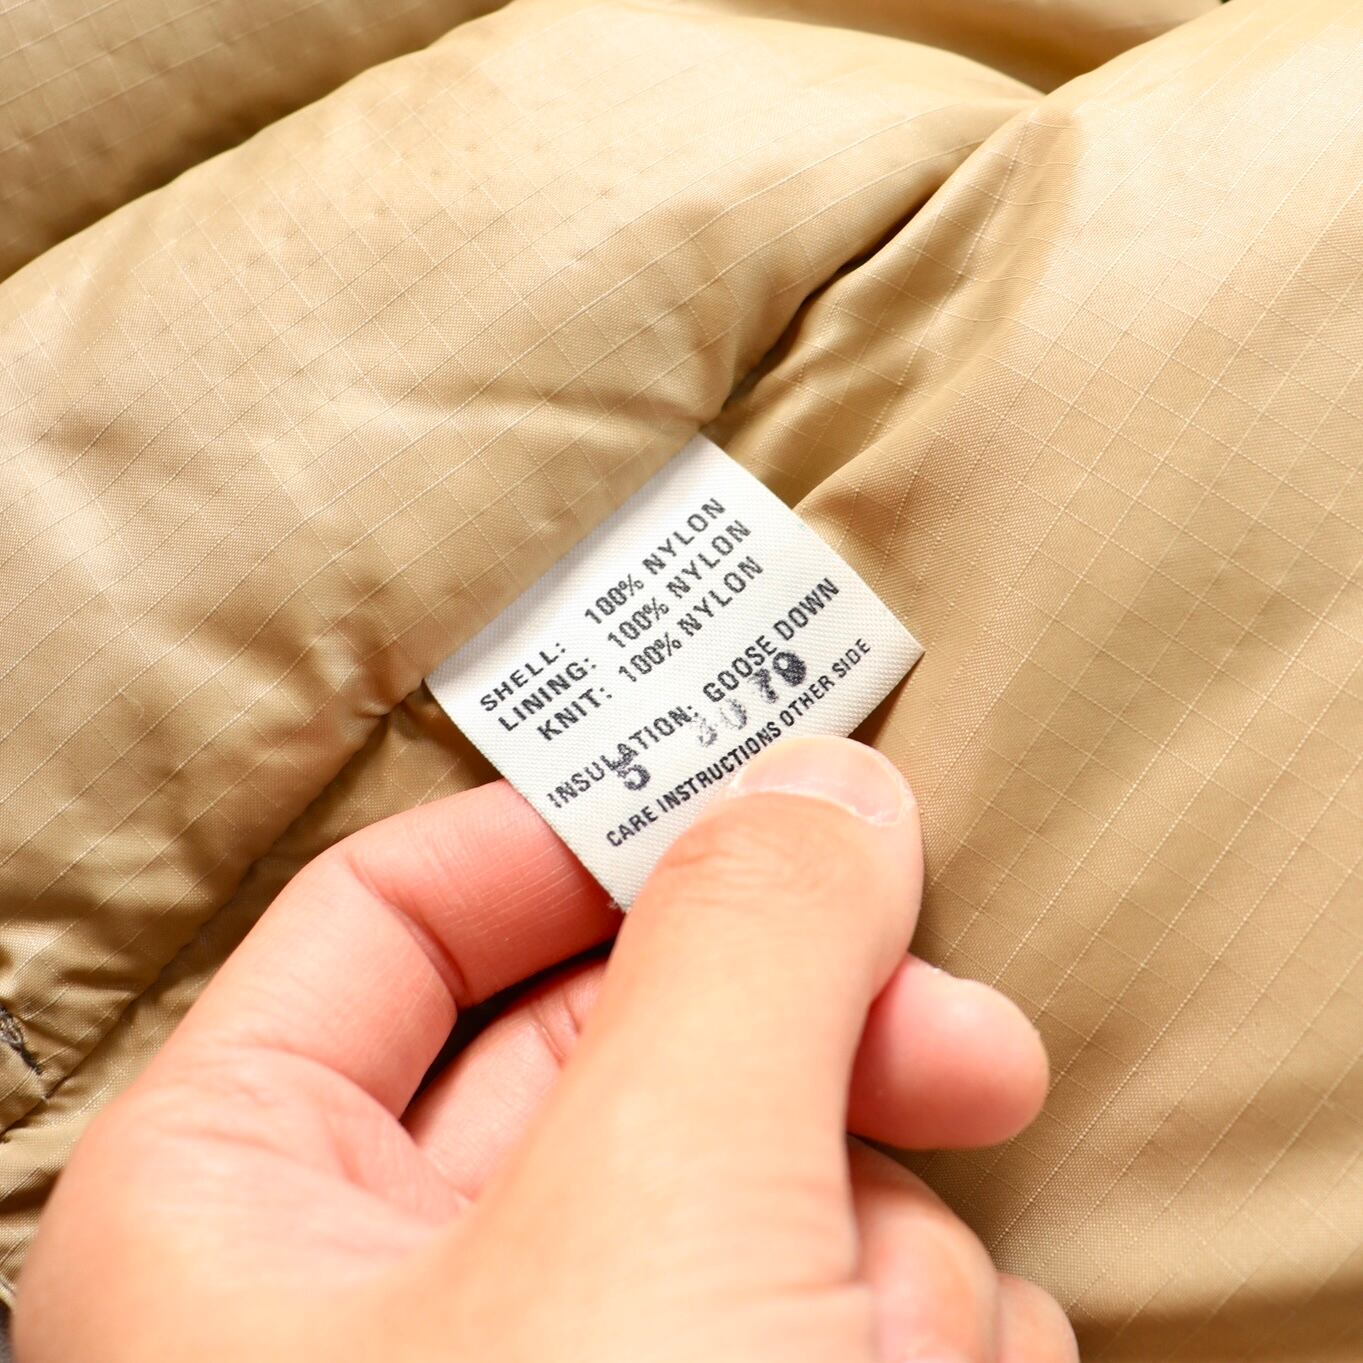 SHELL: 100% NYLON
LINING: 100% NYLON
KNIT: 100% NYLON
INSULATION: GOOSE DOWN
CARE INSTRUCTIONS OTHER SIDE